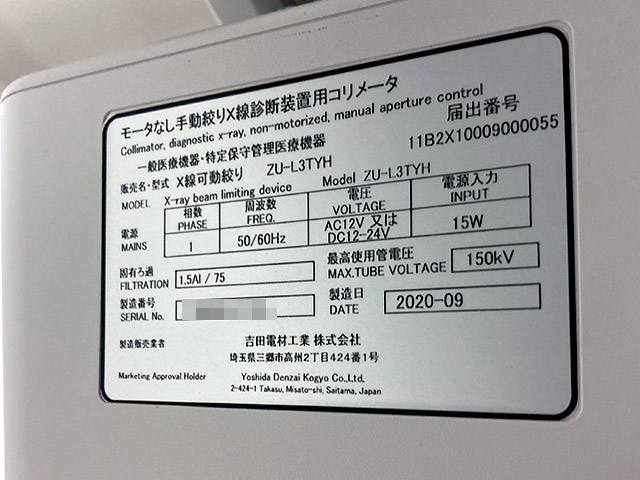 モータなし手動絞りX線診断装置用コリメータ
Collimator, diagnostic x-ray, non-motorized, manual aperture control
一般医療機器・特定保守管理医療機器
届出番号
11B2X10009000055
販売名・型式 X線可動絞り ZU-L3TYH
MODEL X-ray beam limiting device Model ZU-L3TYH
電源
MAINS
相数
PHASE
1
周波数
FREQ.
50/60Hz
電圧
VOLTAGE
AC12V 又は
DC12-24V
電源入力
INPUT
15W
固有ろ過
FILTRATION
1.5Al / 75
最高使用管電圧
MAX.TUBE VOLTAGE
150kV
製造番号
SERIAL No.
製造日
DATE
2020-09
製造販売業者
吉田電材工業 株式会社
埼玉県三郷市高州2丁目424番1号
Marketing Approval Holder
Yoshida Denzai Kogyo Co.,Ltd.
2-424-1 Takasu, Misato-shi, Saitama, Japan